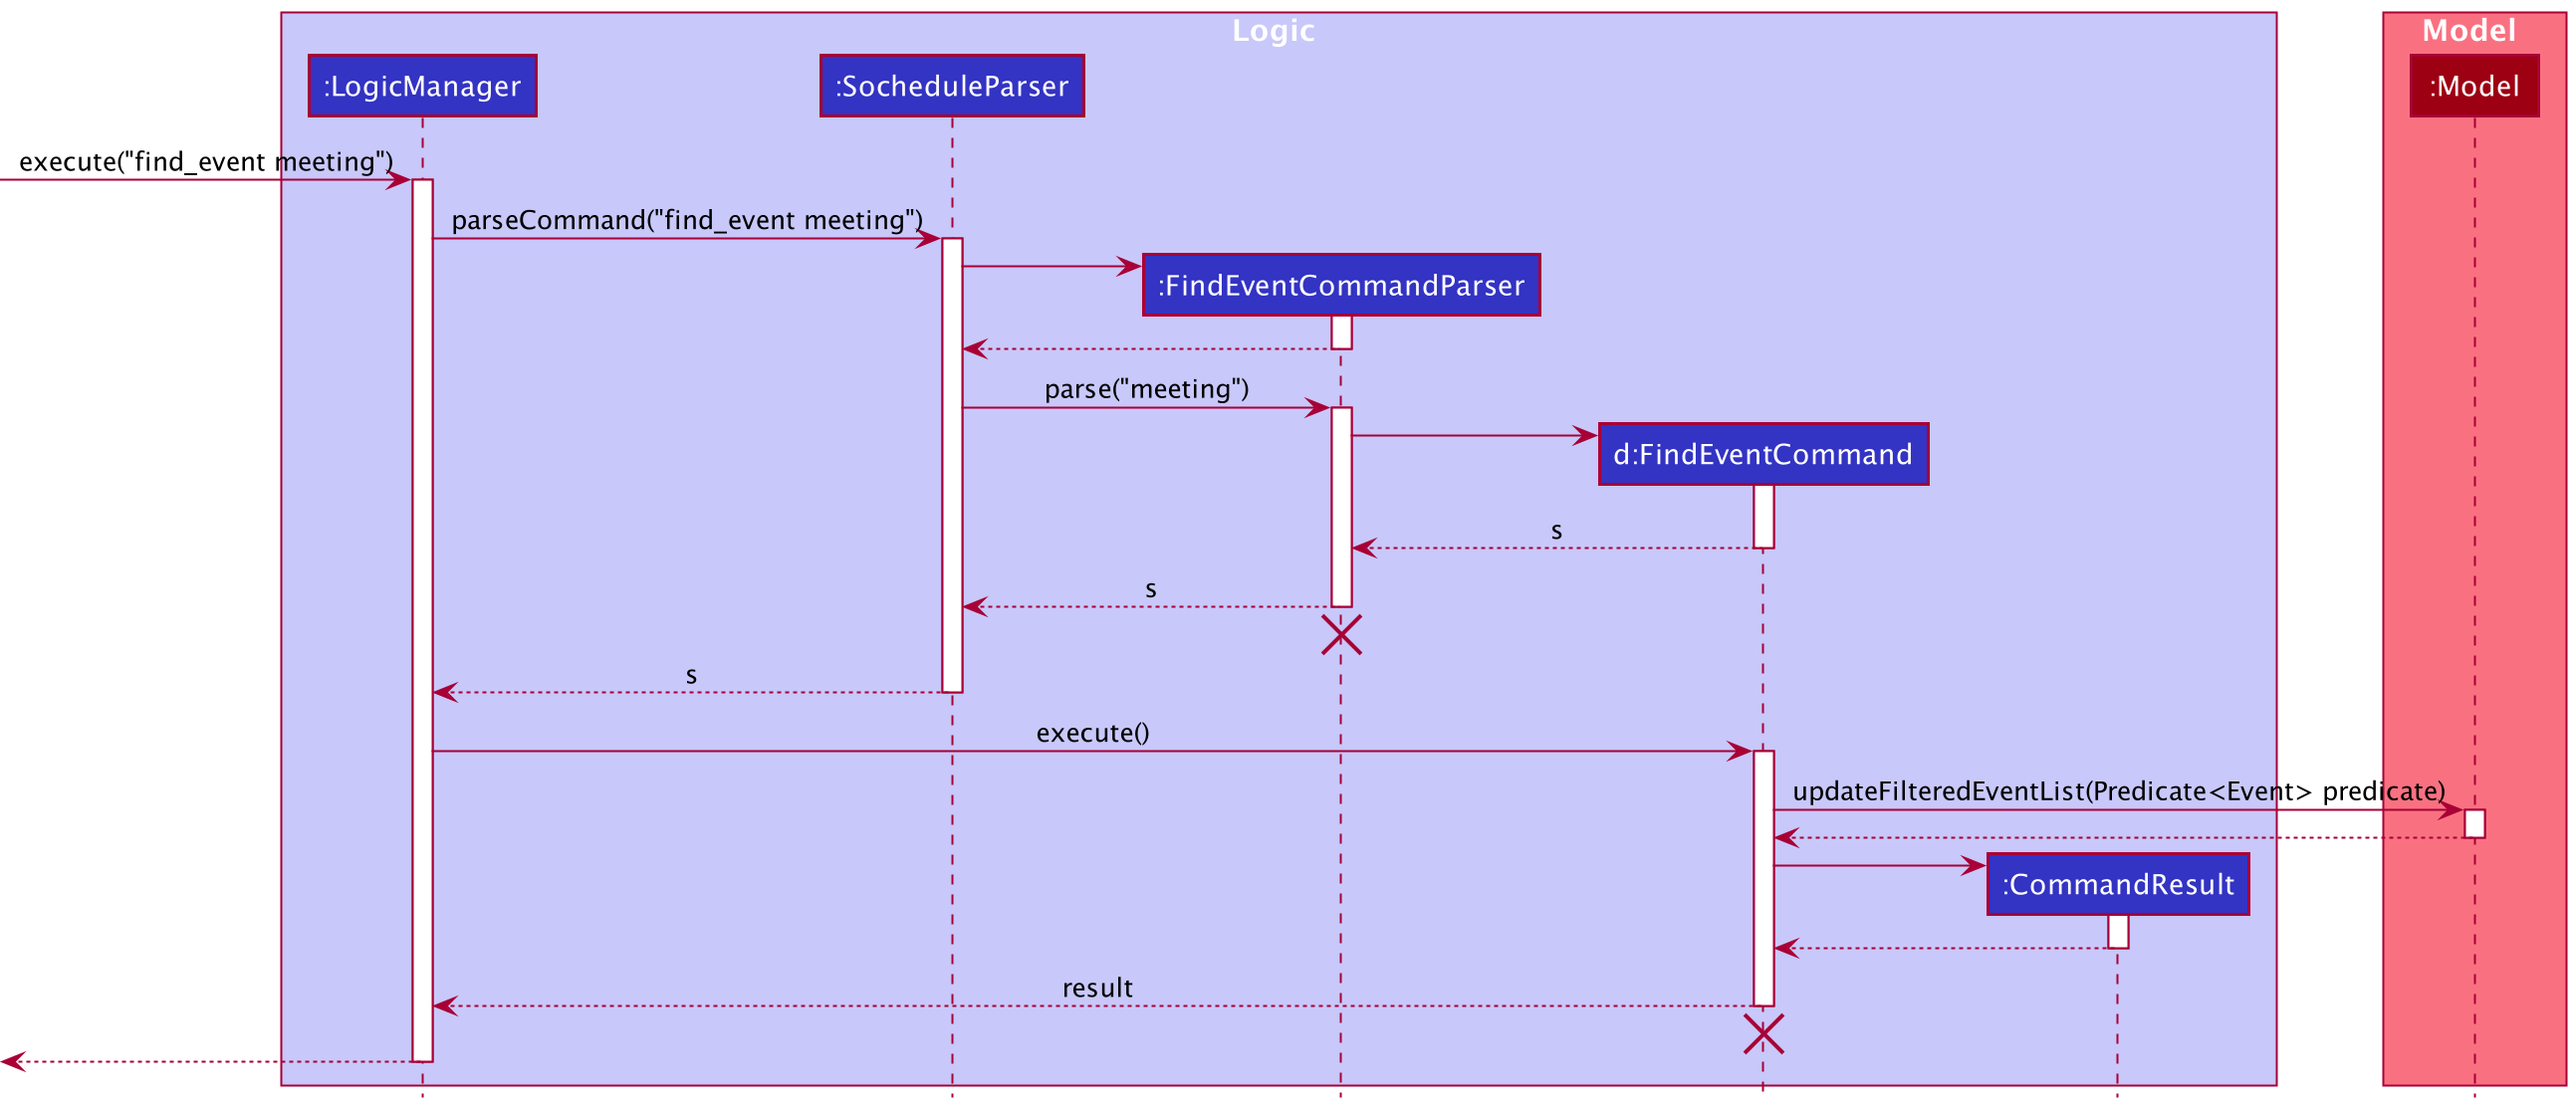 Logic
Model
:LogicManager
:SocheduleParser
:Model
execute("find_event meeting")
parseCommand("find_event meeting")
:FindEventCommandParser
parse("meeting")
d:FindEventCommand
s
s
s
execute()
updateFilteredEventList(Predicate<Event> predicate)
:CommandResult
result